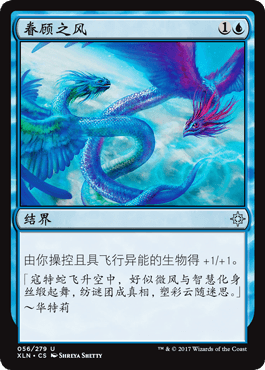 眷顾之风 1
结界
由你操控且具飞行异能的生物得 +1/+1。
「寇特蛇飞升空中,好似微风与智慧化身
丝缎起舞,纺谜团成真相,塑彩云随迷思。」
～华特莉
056/279 U
XLN • CS SHREYA SHETTY
™ & © 2017 Wizards of the Coast